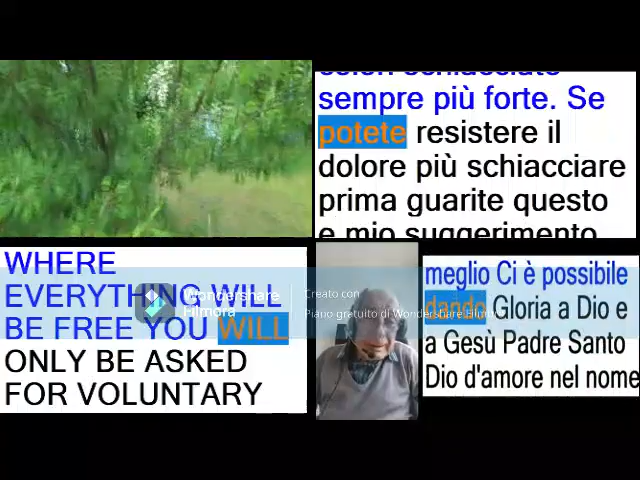 sempre più forte. Se
potete resistere il
dolore più schiacciare
prima guarite questo
e mio suggerimento
WHERE
EVERYTHING WILL
BE FREE YOU WILL
ONLY BE ASKED
FOR VOLUNTARY
Wondershare
Filmora
Creato con
Piano gratuito di Wondershare Filmora
meglio Ci è possibile
dando Gloria a Dio e
a Gesù Padre Santo
Dio d'amore nel nome